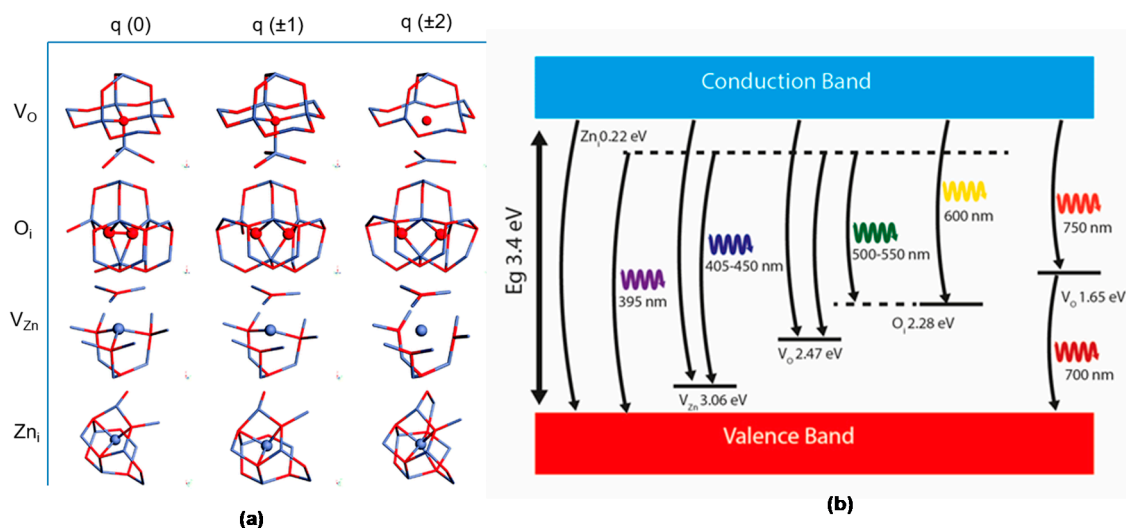 q (0) q (±1) q (±2)
V_O
O_i
V_Zn
Zn_i
(a)
Conduction Band
Zn_i 0.22 eV
Eg 3.4 eV
395 nm
405-450 nm
500-550 nm
600 nm
750 nm
V_O 1.65 eV
O_i 2.28 eV
V_O 2.47 eV
700 nm
V_Zn 3.06 eV
Valence Band
(b)